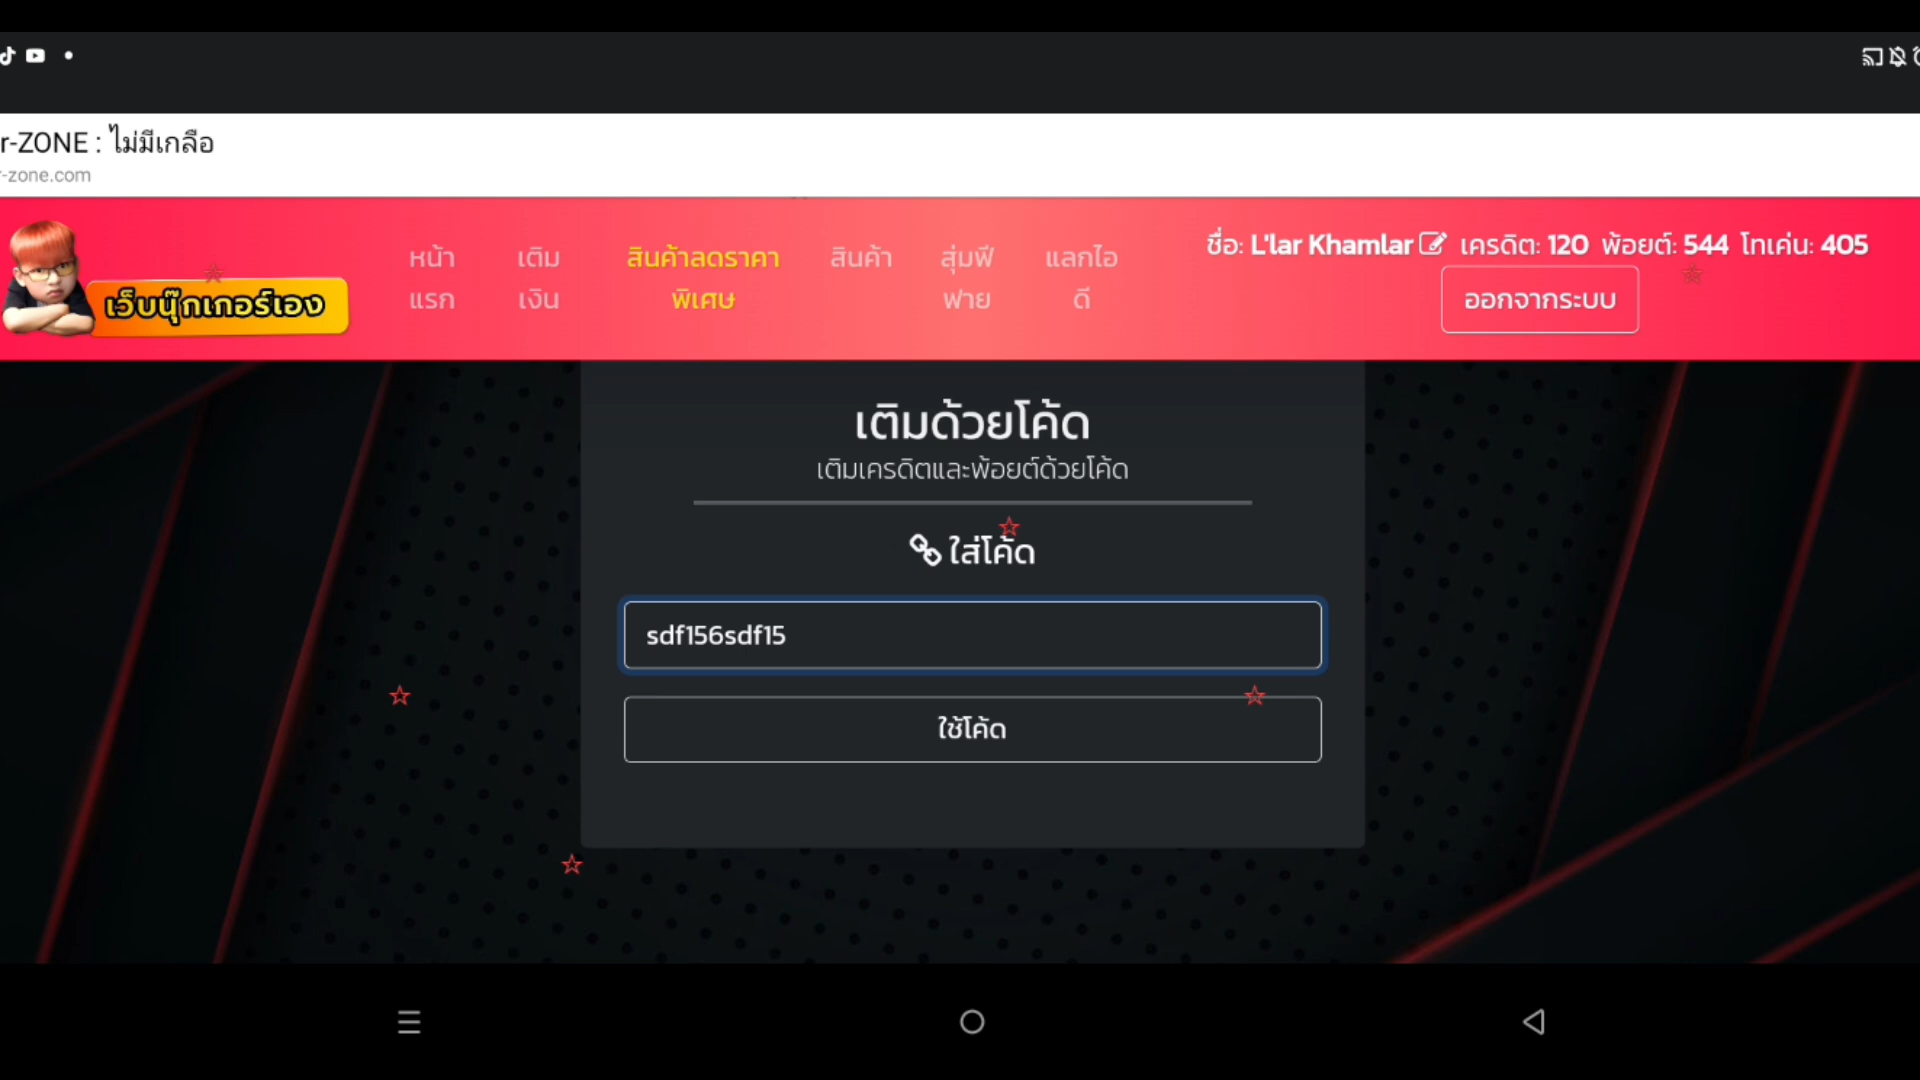 r-ZONE : ไม่มีเกลือ
r-zone.com
เว็บนุ๊กเกอร์เอง
หน้าแรก
เติมเงิน
สินค้าลดราคาพิเศษ
สินค้า
สุ่มฟีฟาย
แลกไอดี
ชื่อ: L'lar Khamlar เครดิต: 120 พ้อยต์: 544 โทเค่น: 405
ออกจากระบบ
เติมด้วยโค้ด
เติมเครดิตและพ้อยต์ด้วยโค้ด
ใส่โค้ด
sdf156sdf15
ใช้โค้ด